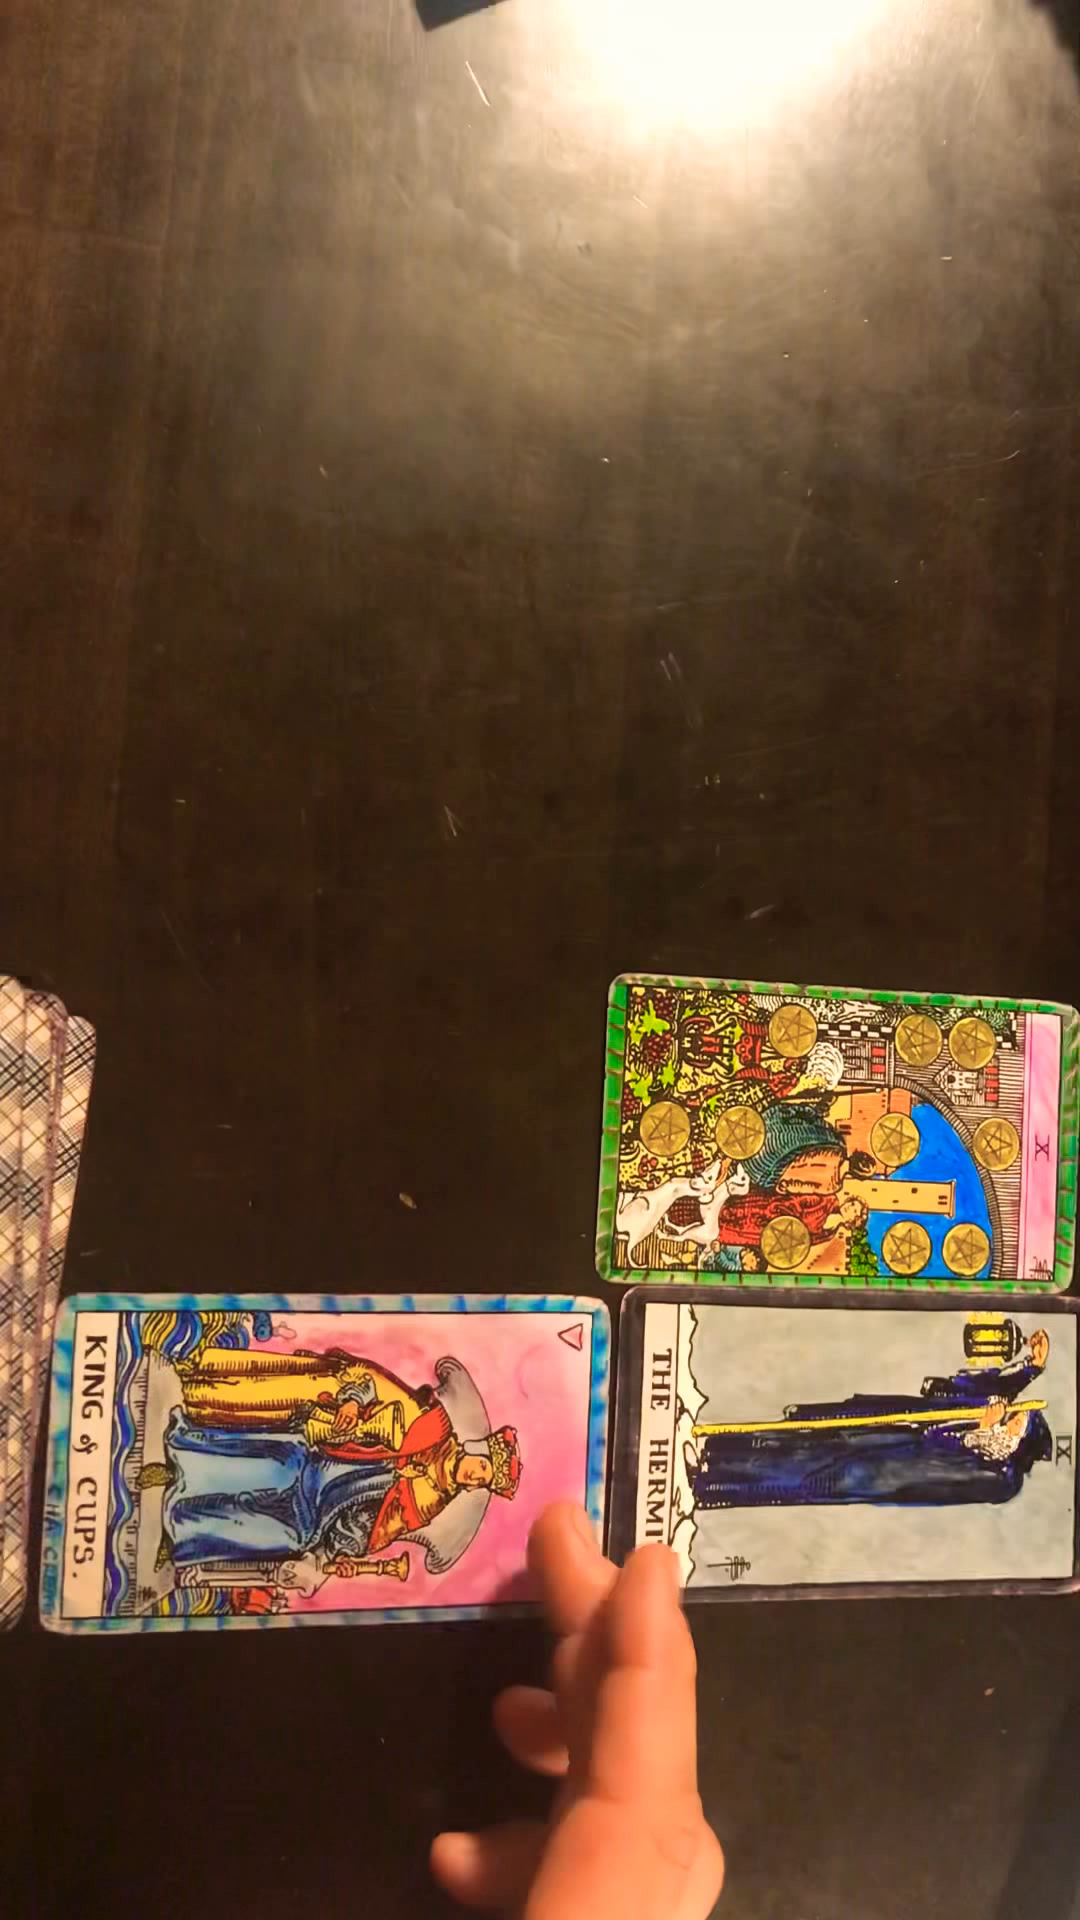 X
KING of CUPS.
THE HERMI
IX